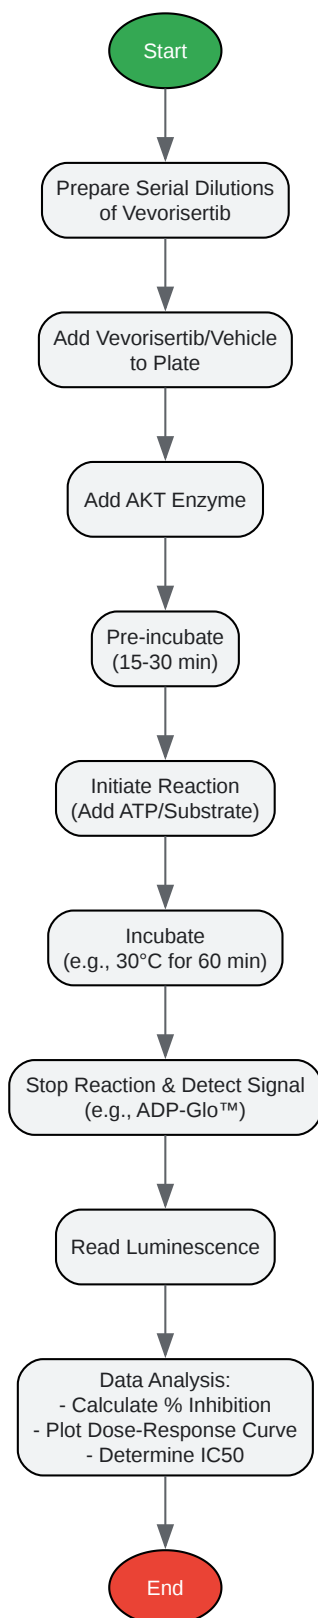 Start
Prepare Serial Dilutions
of Vevorisertib
Add Vevorisertib/Vehicle
to Plate
Add AKT Enzyme
Pre-incubate
(15-30 min)
Initiate Reaction
(Add ATP/Substrate)
Incubate
(e.g., 30°C for 60 min)
Stop Reaction & Detect Signal
(e.g., ADP-Glo™)
Read Luminescence
Data Analysis:
- Calculate % Inhibition
- Plot Dose-Response Curve
- Determine IC50
End